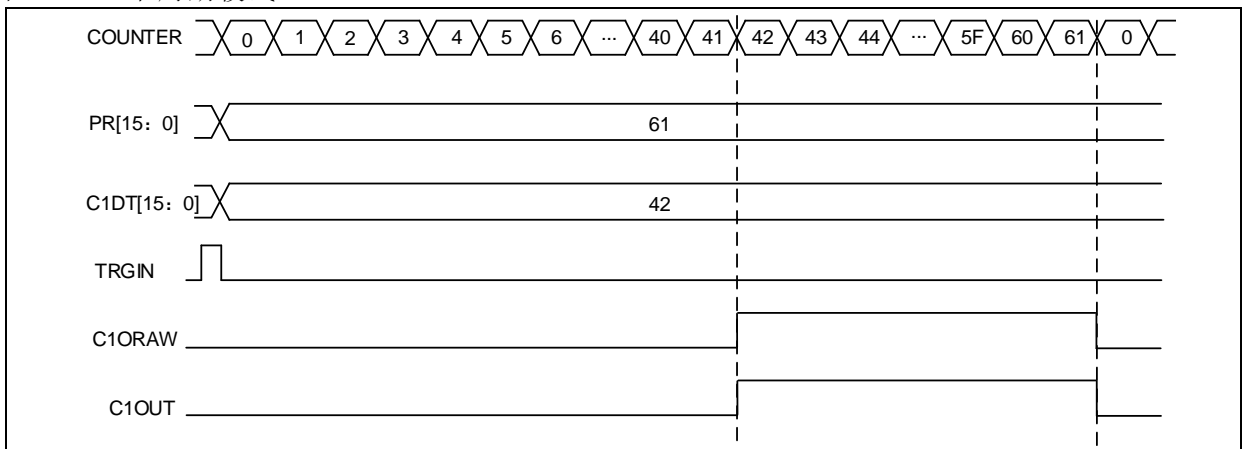 COUNTER 0 1 2 3 4 5 6 ... 40 41 42 43 44 ... 5F 60 61 0
PR[15：0] 61
C1DT[15：0] 42
TRGIN
C1ORAW
C1OUT